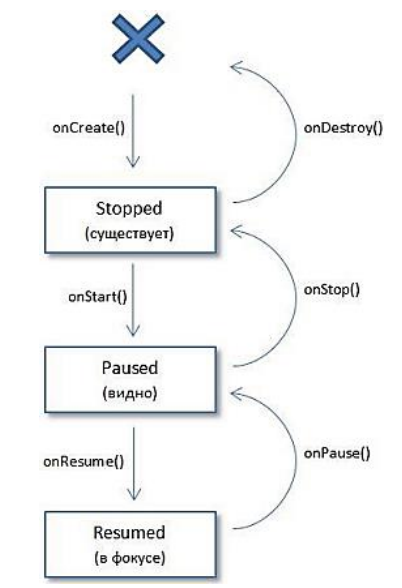 onCreate()
onDestroy()
Stopped
(существует)
onStart()
onStop()
Paused
(видно)
onResume()
onPause()
Resumed
(в фокусе)